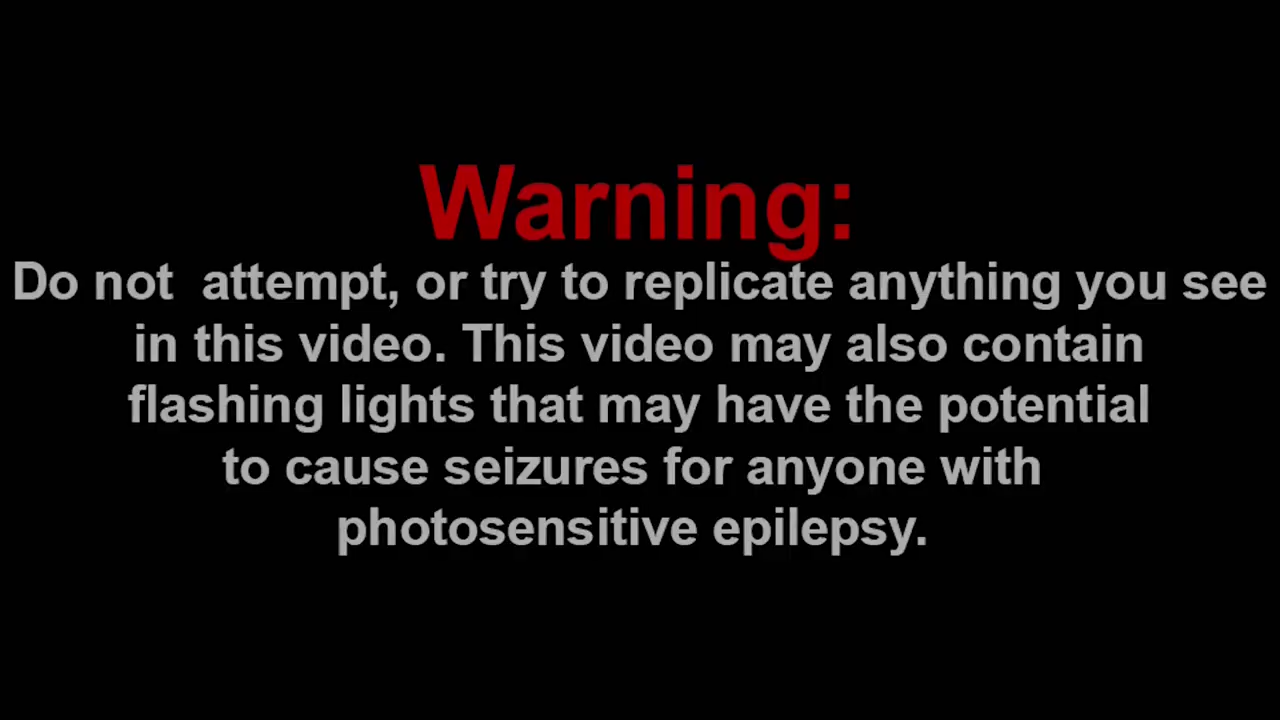 Warning:
Do not  attempt, or try to replicate anything you see
in this video. This video may also contain
flashing lights that may have the potential
to cause seizures for anyone with
photosensitive epilepsy.